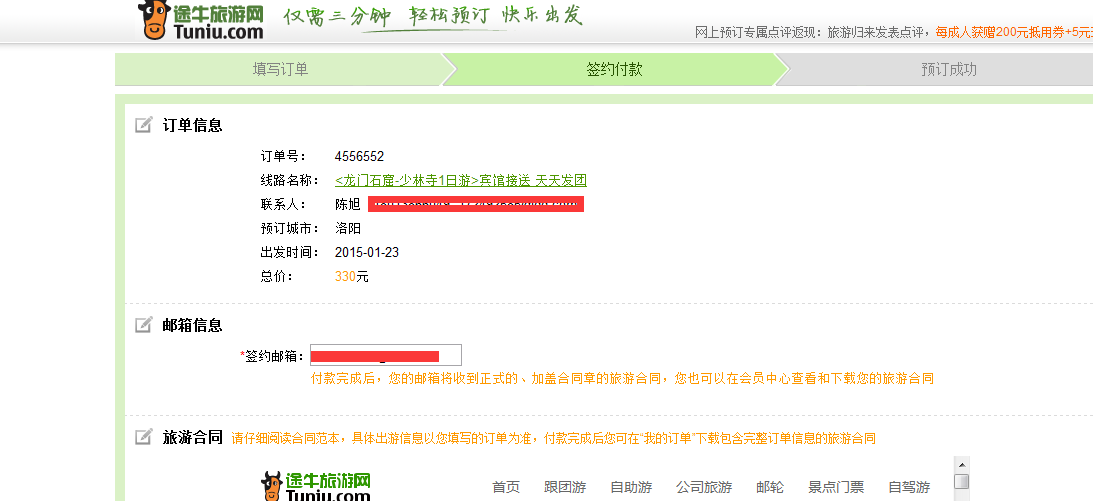 途牛旅游网 仅需三分钟 轻松预订 快乐出发
Tuniu.com
网上预订专属点评返现：旅游归来发表点评，每成人获赠200元抵用券+5元
填写订单 签约付款 预订成功
订单信息
订单号： 4556552
线路名称： <龙门石窟-少林寺1日游>宾馆接送 天天发团
联系人： 陈旭
预订城市： 洛阳
出发时间： 2015-01-23
总价： 330元
邮箱信息
*签约邮箱：
付款完成后，您的邮箱将收到正式的、加盖合同章的旅游合同，您也可以在会员中心查看和下载您的旅游合同
旅游合同 请仔细阅读合同范本，具体出游信息以您填写的订单为准，付款完成后您可在“我的订单”下载包含完整订单信息的旅游合同
途牛旅游网
Tuniu.com
首页 跟团游 自助游 公司旅游 邮轮 景点门票 自驾游